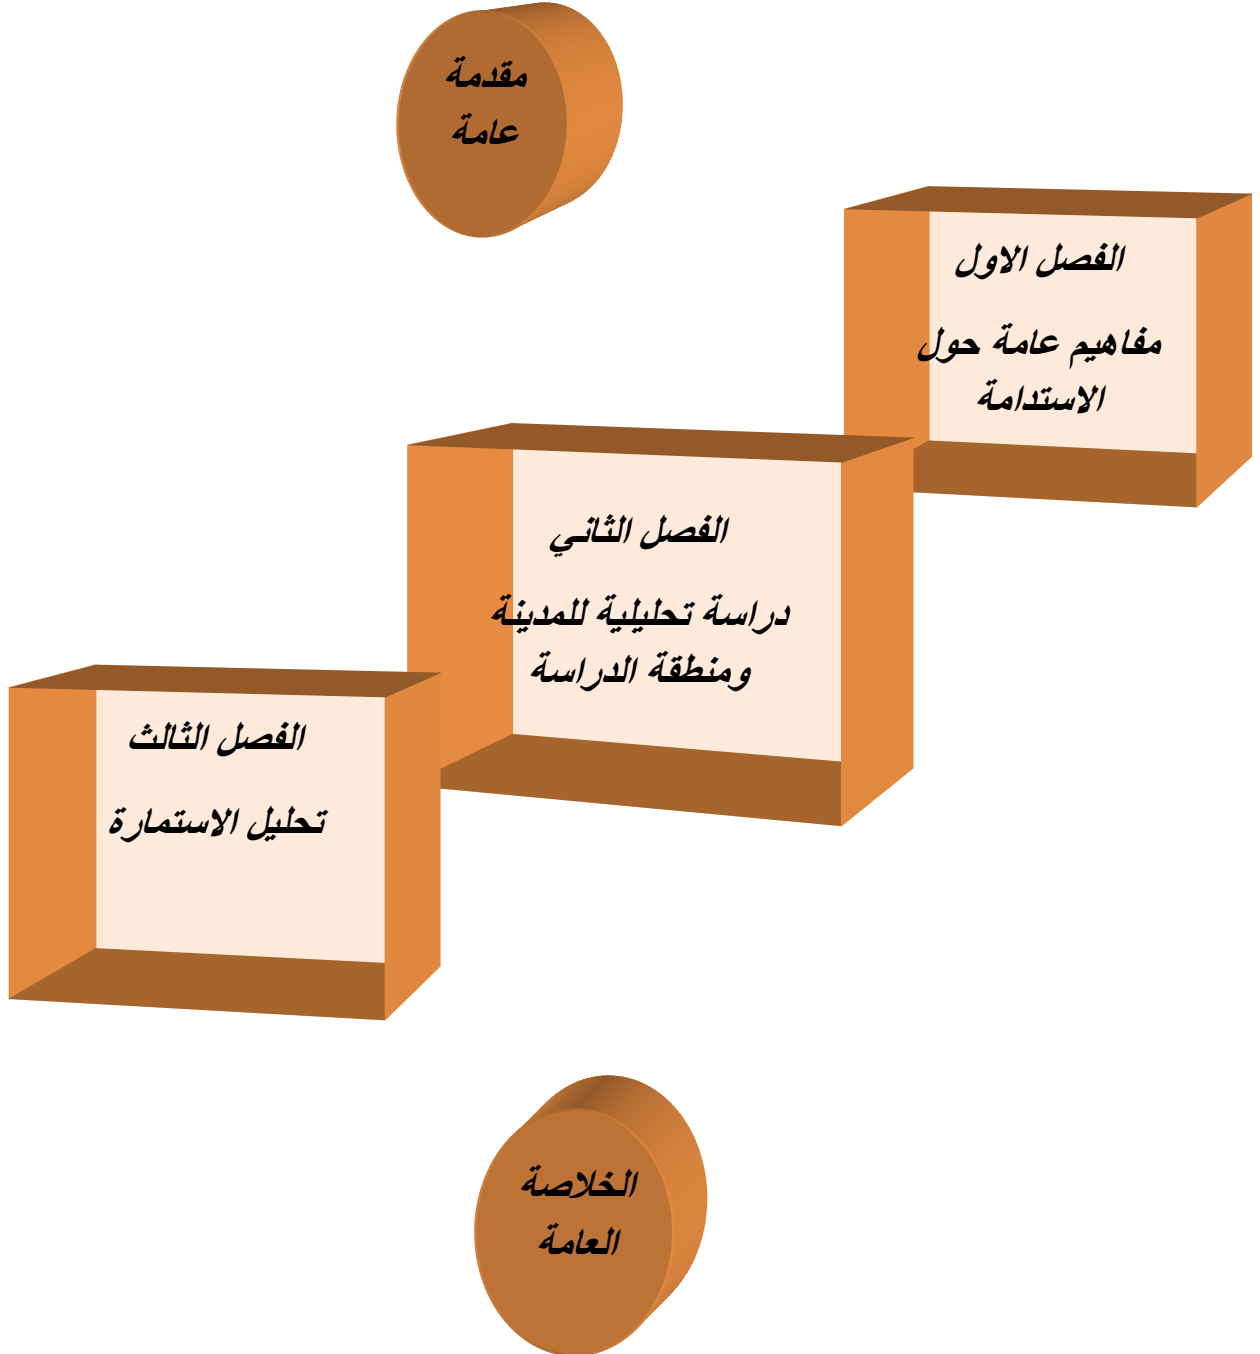 مقدمة
عامة
الفصل الاول
مفاهيم عامة حول
الاستدامة
الفصل الثاني
دراسة تحليلية للمدينة
ومنطقة الدراسة
الفصل الثالث
تحليل الاستمارة
الخلاصة
العامة